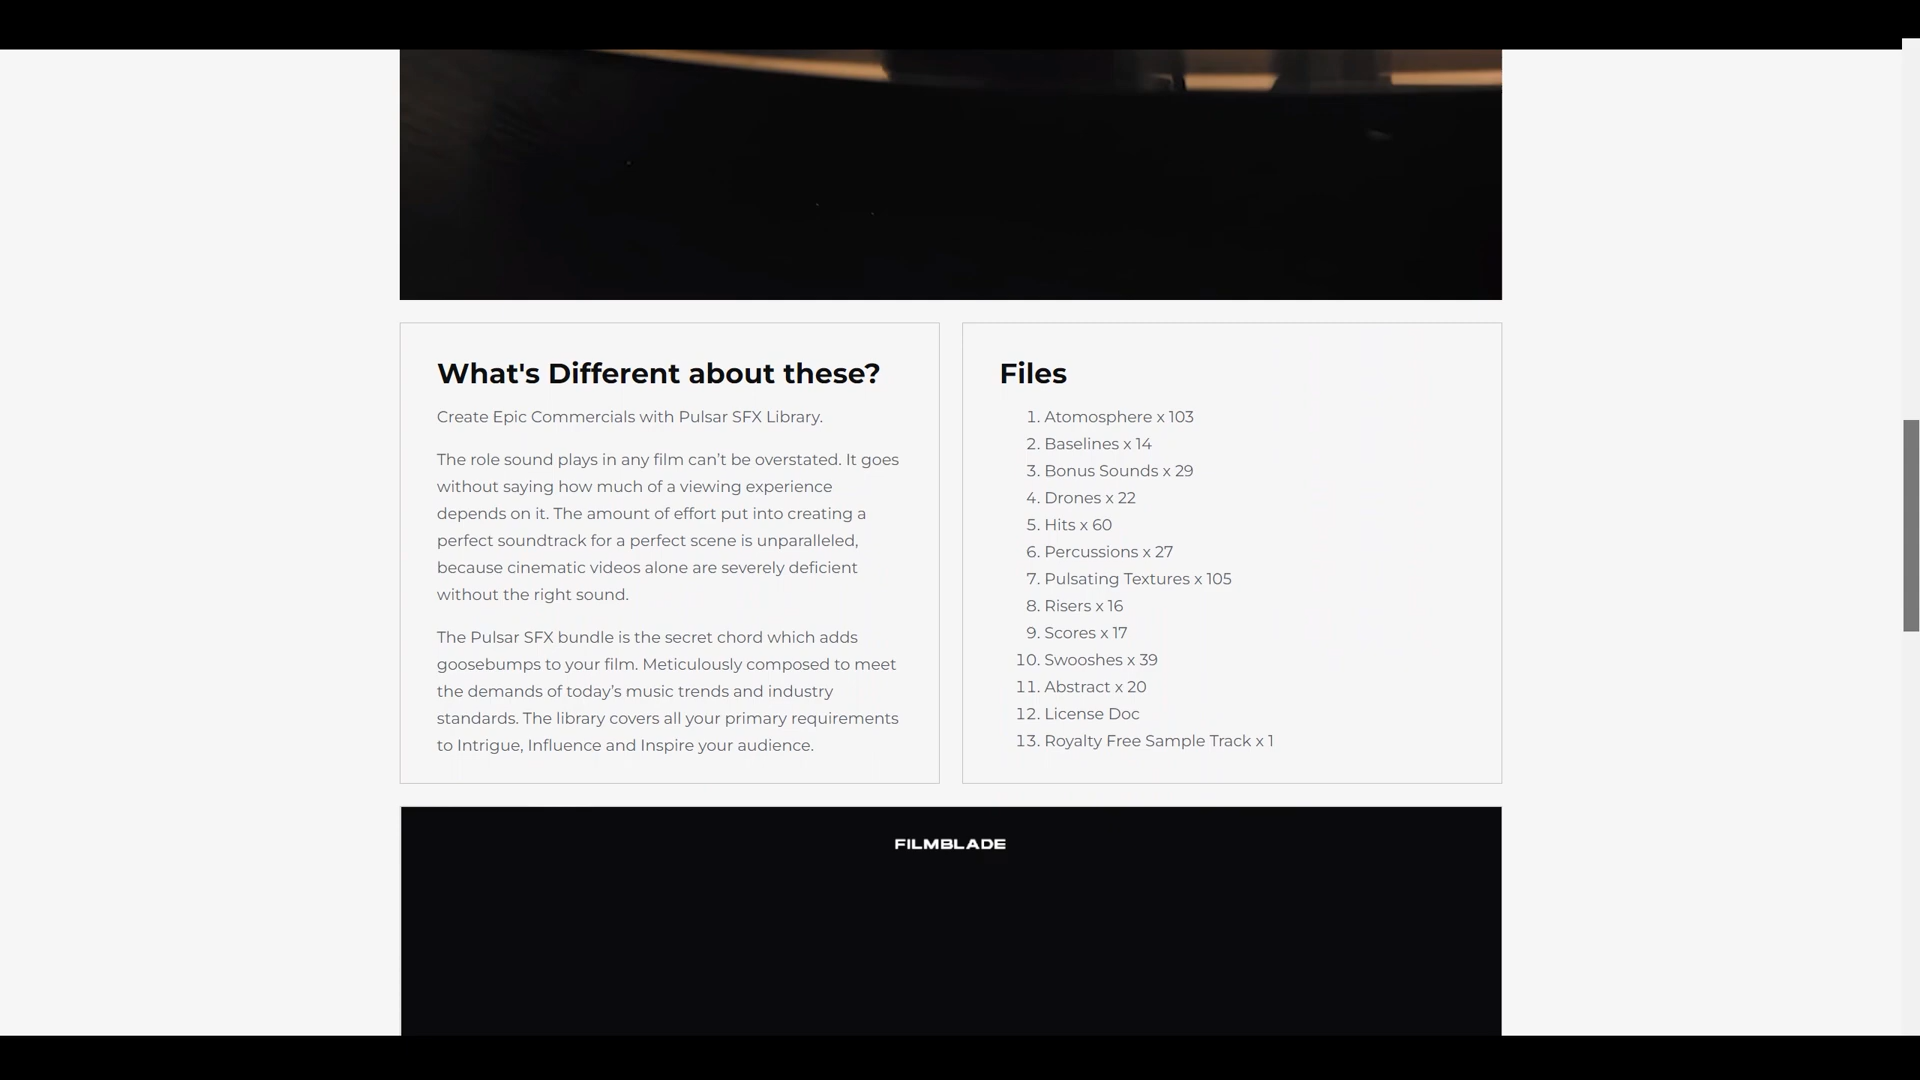 What's Different about these?
Create Epic Commercials with Pulsar SFX Library.
The role sound plays in any film can’t be overstated. It goes
without saying how much of a viewing experience
depends on it. The amount of effort put into creating a
perfect soundtrack for a perfect scene is unparalleled,
because cinematic videos alone are severely deficient
without the right sound.
The Pulsar SFX bundle is the secret chord which adds
goosebumps to your film. Meticulously composed to meet
the demands of today’s music trends and industry
standards. The library covers all your primary requirements
to Intrigue, Influence and Inspire your audience.
Files
1. Atomosphere x 103
2. Baselines x 14
3. Bonus Sounds x 29
4. Drones x 22
5. Hits x 60
6. Percussions x 27
7. Pulsating Textures x 105
8. Risers x 16
9. Scores x 17
10. Swooshes x 39
11. Abstract x 20
12. License Doc
13. Royalty Free Sample Track x 1
FILMBLADE